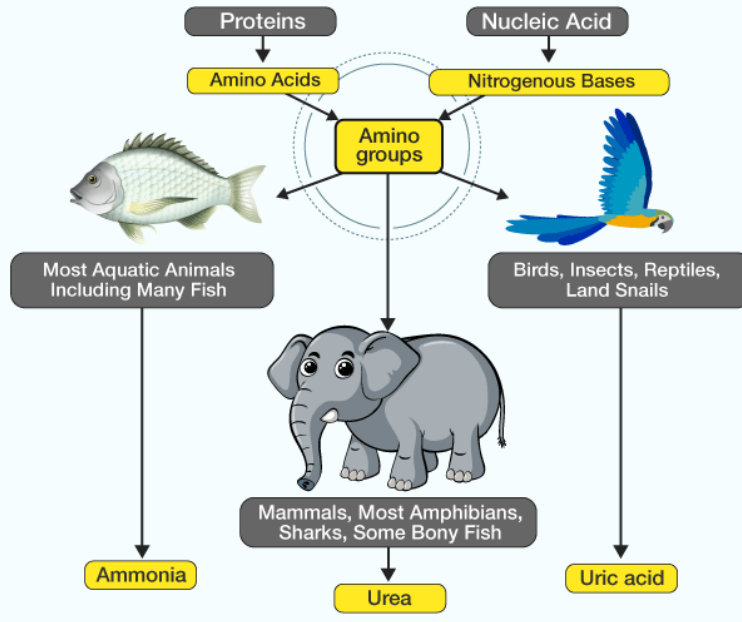 Proteins
Nucleic Acid
Amino Acids
Nitrogenous Bases
Amino
groups
Most Aquatic Animals
Including Many Fish
Birds, Insects, Reptiles,
Land Snails
Mammals, Most Amphibians,
Sharks, Some Bony Fish
Ammonia
Urea
Uric acid